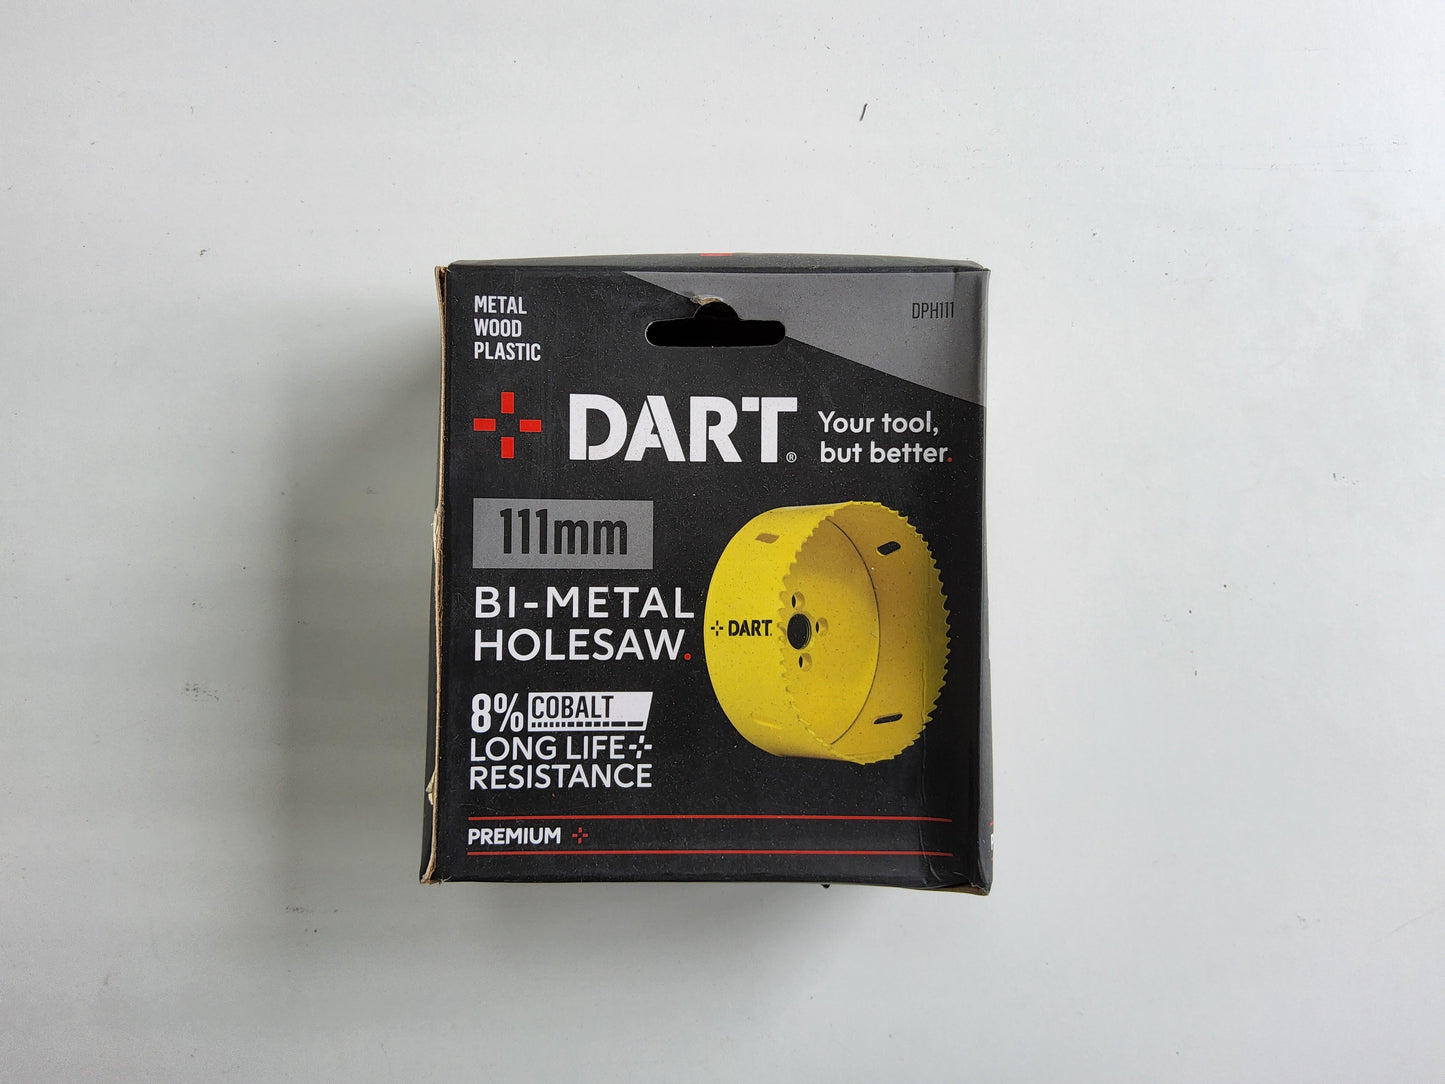 METAL
WOOD
PLASTIC
DPH111
DART®
Your tool,
but better.
111mm
BI-METAL
HOLESAW.
DART
8% COBALT
LONG LIFE
RESISTANCE
PREMIUM